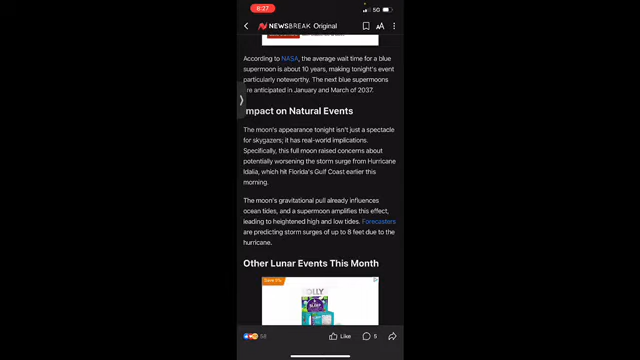 8:27
5G
NEWSBREAK Original
AA
According to NASA, the average wait time for a blue
supermoon is about 10 years, making tonight's event
particularly noteworthy. The next blue supermoons
are anticipated in January and March of 2037.
Impact on Natural Events
The moon's appearance tonight isn't just a spectacle
for skygazers; it has real-world implications.
Specifically, this full moon raised concerns about
potentially worsening the storm surge from Hurricane
Idalia, which hit Florida's Gulf Coast earlier this
morning.
The moon's gravitational pull already influences
ocean tides, and a supermoon amplifies this effect,
leading to heightened high and low tides. Forecasters
are predicting storm surges of up to 8 feet due to the
hurricane.
Other Lunar Events This Month
OLLY
SLEEP
58 Like 5